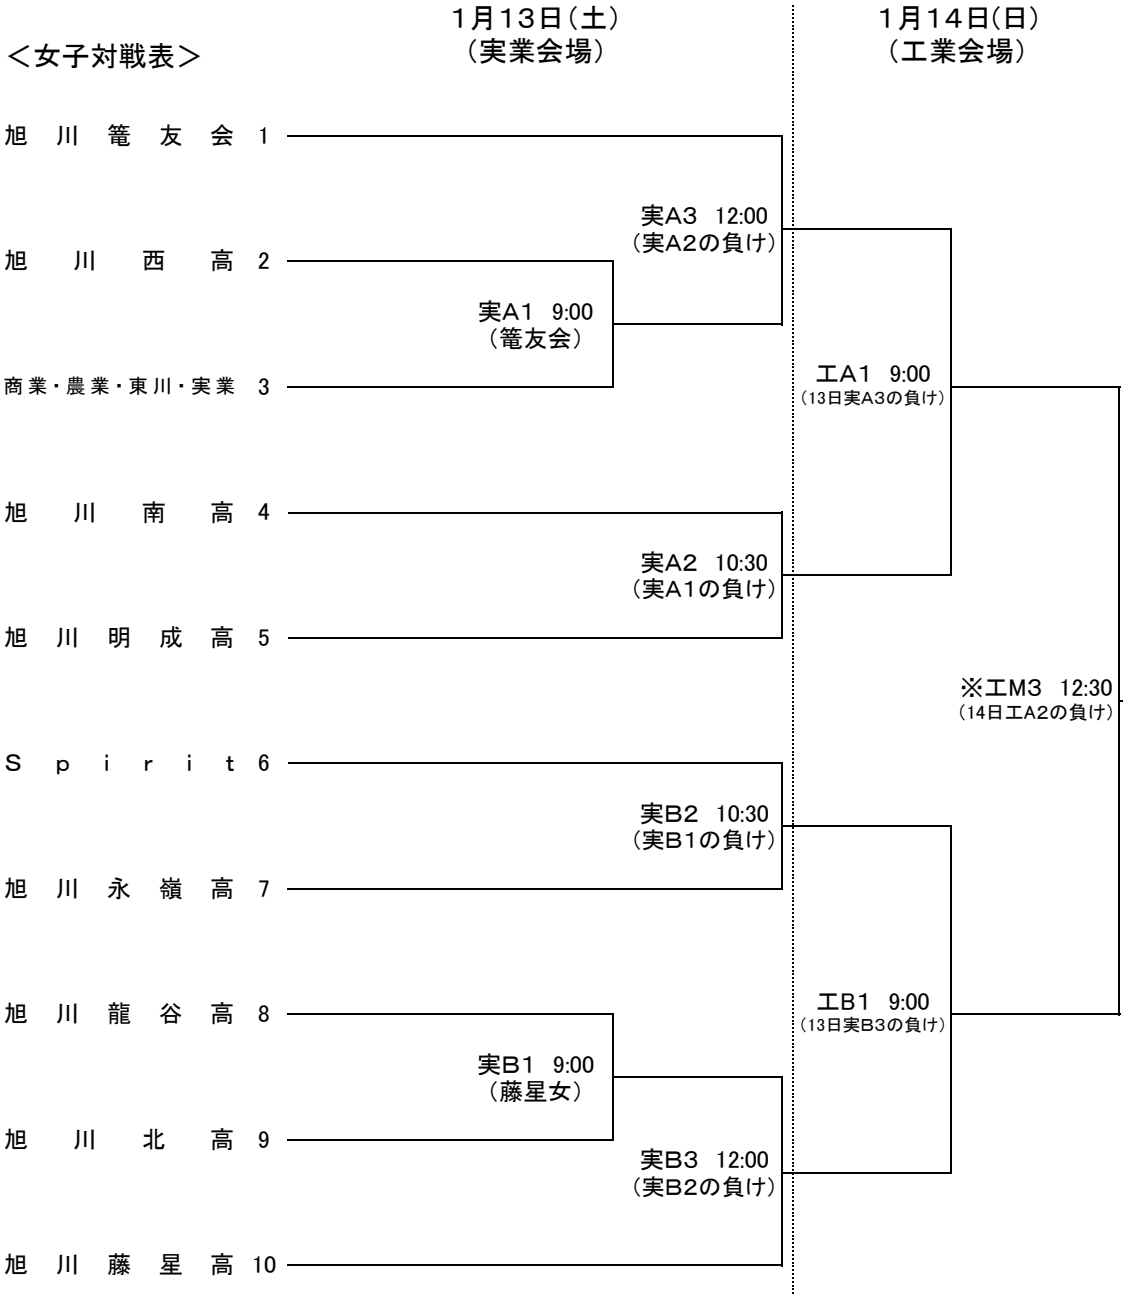 1月13日(土)
(実業会場)
1月14日(日)
(工業会場)
＜女子対戦表＞
旭川篭友会 1
実A3 12:00
(実A2の負け)
旭川西高 2
実A1 9:00
(篭友会)
商業・農業・東川・実業 3
工A1 9:00
(13日実A3の負け)
旭川南高 4
実A2 10:30
(実A1の負け)
旭川明成高 5
※工M3 12:30
(14日工A2の負け)
Spirit 6
実B2 10:30
(実B1の負け)
旭川永嶺高 7
旭川龍谷高 8
工B1 9:00
(13日実B3の負け)
実B1 9:00
(藤星女)
旭川北高 9
実B3 12:00
(実B2の負け)
旭川藤星高 10